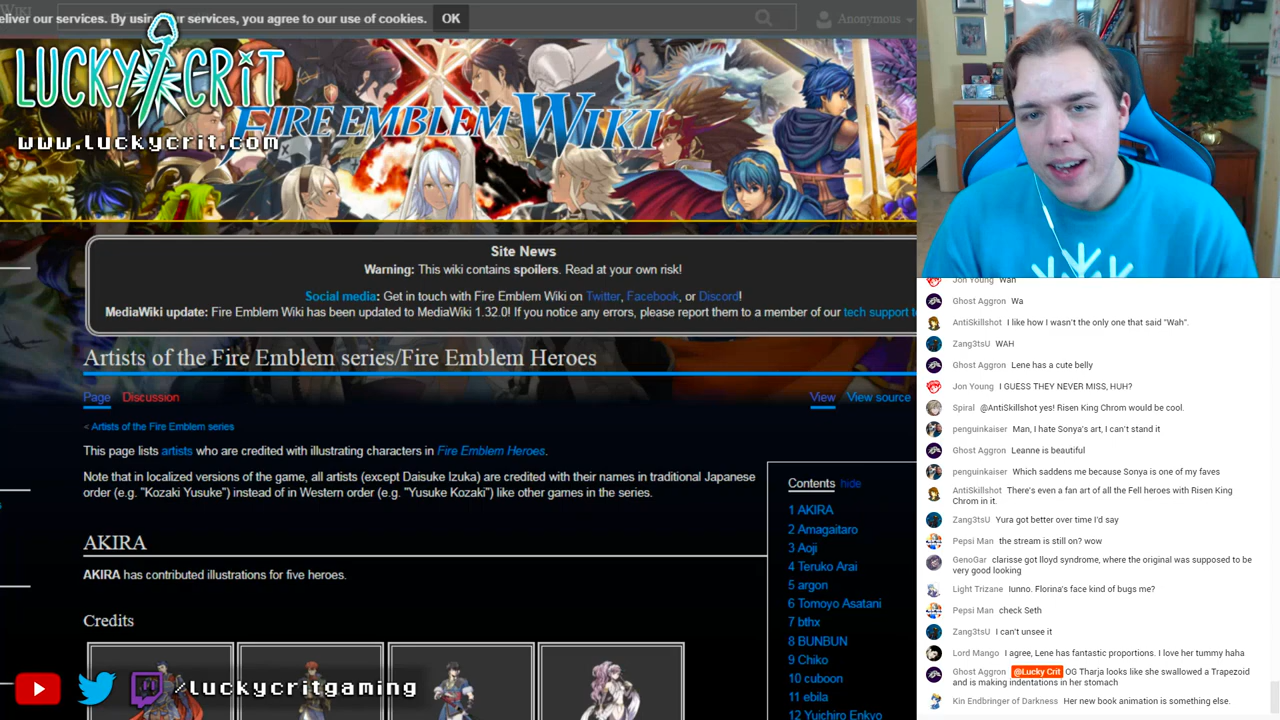 eliver our services. By using our services, you agree to our use of cookies. OK
Anonymous
LUCKY CRIT
www.luckycrit.com
FIRE EMBLEM WIKI
Site News
Warning: This wiki contains spoilers. Read at your own risk!
Social media: Get in touch with Fire Emblem Wiki on Twitter, Facebook, or Discord!
MediaWiki update: Fire Emblem Wiki has been updated to MediaWiki 1.32.0! If you notice any errors, please report them to a member of our tech support t
Artists of the Fire Emblem series/Fire Emblem Heroes
Page Discussion View View source
< Artists of the Fire Emblem series
This page lists artists who are credited with illustrating characters in Fire Emblem Heroes.
Note that in localized versions of the game, all artists (except Daisuke Izuka) are credited with their names in traditional Japanese
order (e.g. "Kozaki Yusuke") instead of in Western order (e.g. "Yusuke Kozaki") like other games in the series.
AKIRA
AKIRA has contributed illustrations for five heroes.
Credits
Contents hide
1 AKIRA
2 Amagaitaro
3 Aoji
4 Teruko Arai
5 argon
6 Tomoyo Asatani
7 bthx
8 BUNBUN
9 Chiko
10 cuboon
11 ebila
12 Yuichiro Enkyo
/luckycritgaming
Jon Young Wah
Ghost Aggron Wa
AntiSkillshot I like how I wasn't the only one that said "Wah".
Zang3tsU WAH
Ghost Aggron Lene has a cute belly
Jon Young I GUESS THEY NEVER MISS, HUH?
Spiral @AntiSkillshot yes! Risen King Chrom would be cool.
penguinkaiser Man, I hate Sonya's art, I can't stand it
Ghost Aggron Leanne is beautiful
penguinkaiser Which saddens me because Sonya is one of my faves
AntiSkillshot There's even a fan art of all the Fell heroes with Risen King
Chrom in it.
Zang3tsU Yura got better over time I'd say
Pepsi Man the stream is still on? wow
GenoGar clarisse got lloyd syndrome, where the original was supposed to be
very good looking
Light Trizane Iunno. Florina's face kind of bugs me?
Pepsi Man check Seth
Zang3tsU I can't unsee it
Lord Mango I agree, Lene has fantastic proportions. I love her tummy haha
Ghost Aggron @Lucky Crit OG Tharja looks like she swallowed a Trapezoid
and is making indentations in her stomach
Kin Endbringer of Darkness Her new book animation is something else.